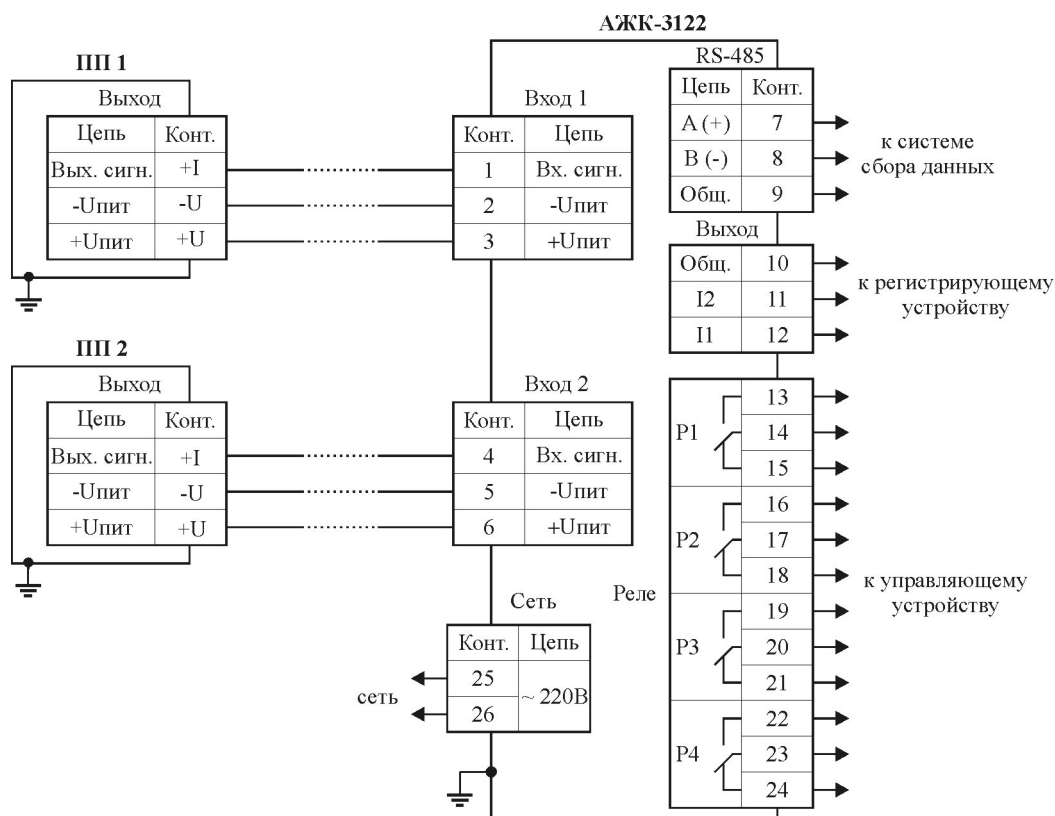 АЖК-3122
ПП 1
Выход
Цепь Конт.
Вых. сигн. +I
-Uпит -U
+Uпит +U
Вход 1
Конт. Цепь
1 Вх. сигн.
2 -Uпит
3 +Uпит
RS-485
Цепь Конт.
A (+) 7
B (-) 8
Общ. 9
к системе
сбора данных
Выход
Общ. 10
I2 11
I1 12
к регистрирующему
устройству
ПП 2
Выход
Цепь Конт.
Вых. сигн. +I
-Uпит -U
+Uпит +U
Вход 2
Конт. Цепь
4 Вх. сигн.
5 -Uпит
6 +Uпит
Реле
P1
13
14
15
P2
16
17
18
P3
19
20
21
P4
22
23
24
к управляющему
устройству
Сеть
Конт. Цепь
25
26
~ 220В
сеть